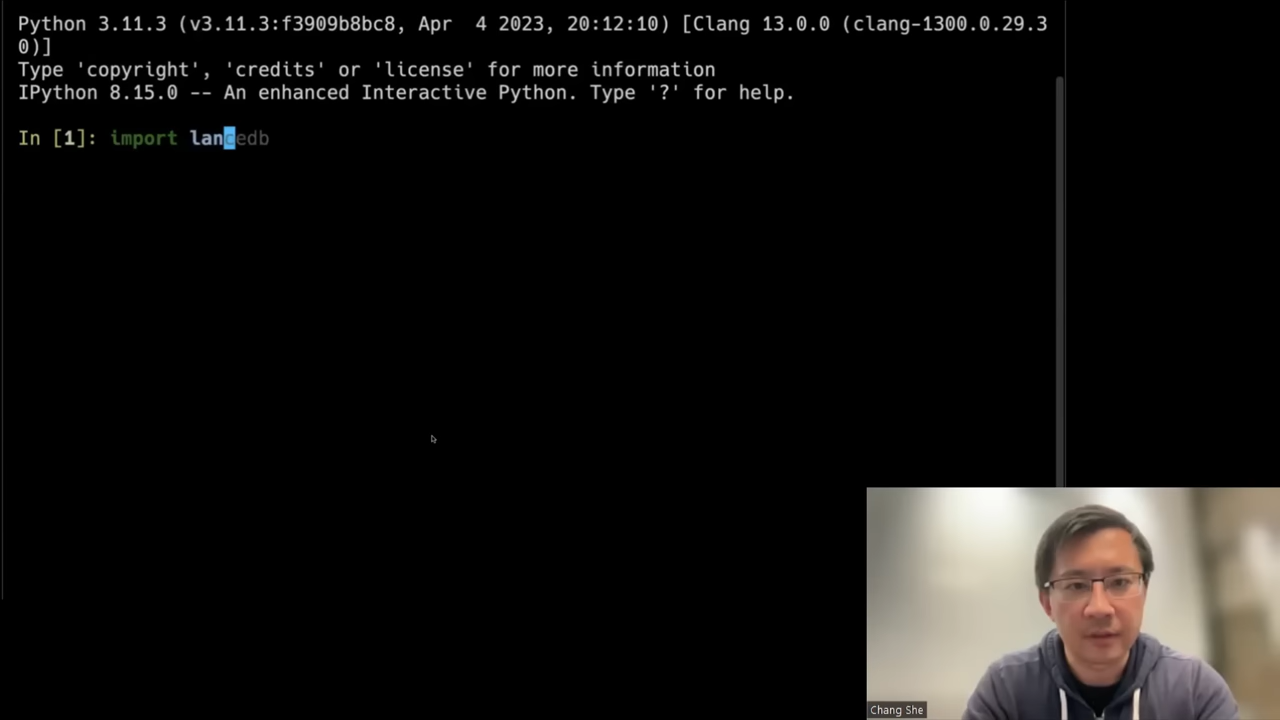 Python 3.11.3 (v3.11.3:f3909b8bc8, Apr  4 2023, 20:12:10) [Clang 13.0.0 (clang-1300.0.29.3
0)]
Type 'copyright', 'credits' or 'license' for more information
IPython 8.15.0 -- An enhanced Interactive Python. Type '?' for help.
In [1]: import lancedb
Chang She